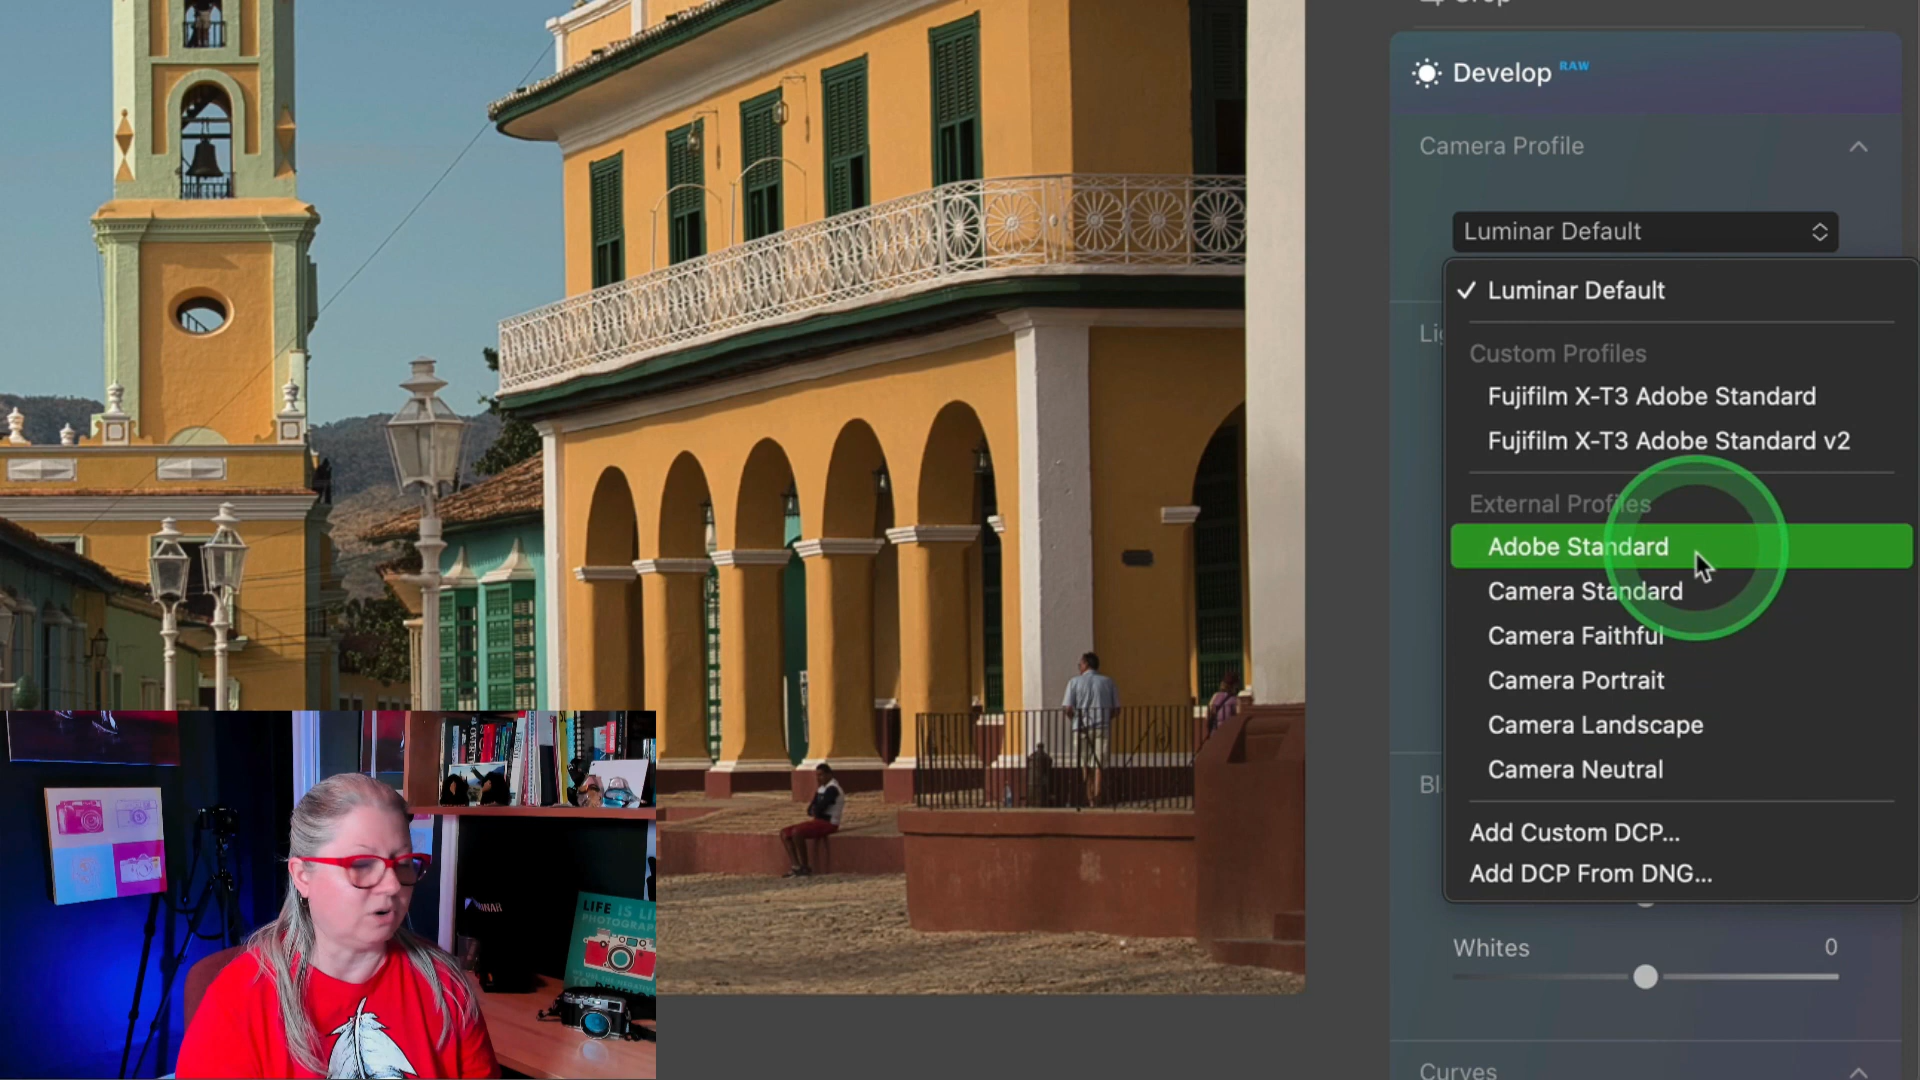 Develop RAW
Camera Profile
Luminar Default
Luminar Default
Custom Profiles
Fujifilm X-T3 Adobe Standard
Fujifilm X-T3 Adobe Standard v2
External Profiles
Adobe Standard
Camera Standard
Camera Faithful
Camera Portrait
Camera Landscape
Camera Neutral
Add Custom DCP...
Add DCP From DNG...
Whites 0
Curves
LIFE IS